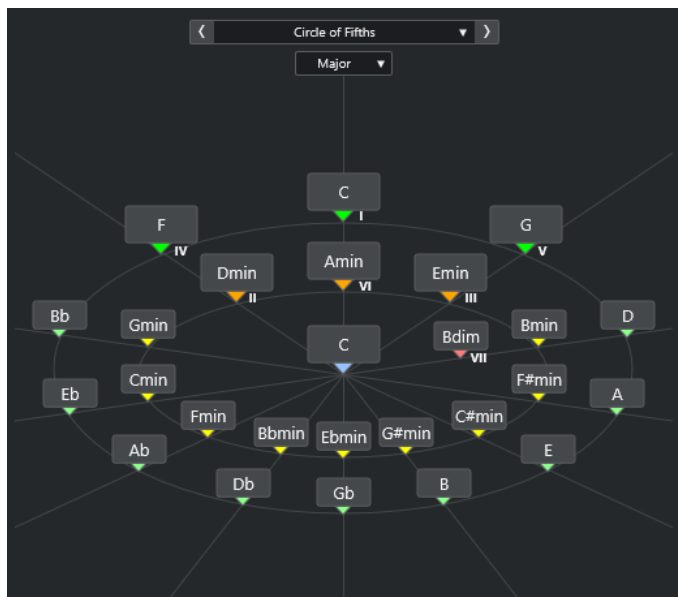 ❮ Circle of Fifths ▼ ❯
Major ▼
C
I
F
IV
G
V
Amin
VI
Dmin
II
Emin
III
Bb
D
Gmin
Bmin
C
Bdim
VII
Cmin
F#min
Eb
A
Fmin
C#min
Bbmin
Ebmin
G#min
Ab
E
Db
B
Gb